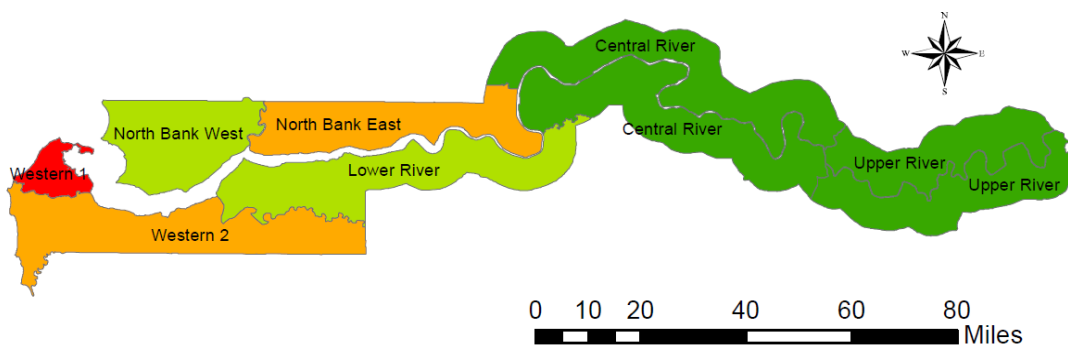 N
W E
S
Central River
North Bank West
North Bank East
Central River
Western 1
Lower River
Upper River
Upper River
Western 2
0 10 20 40 60 80
Miles